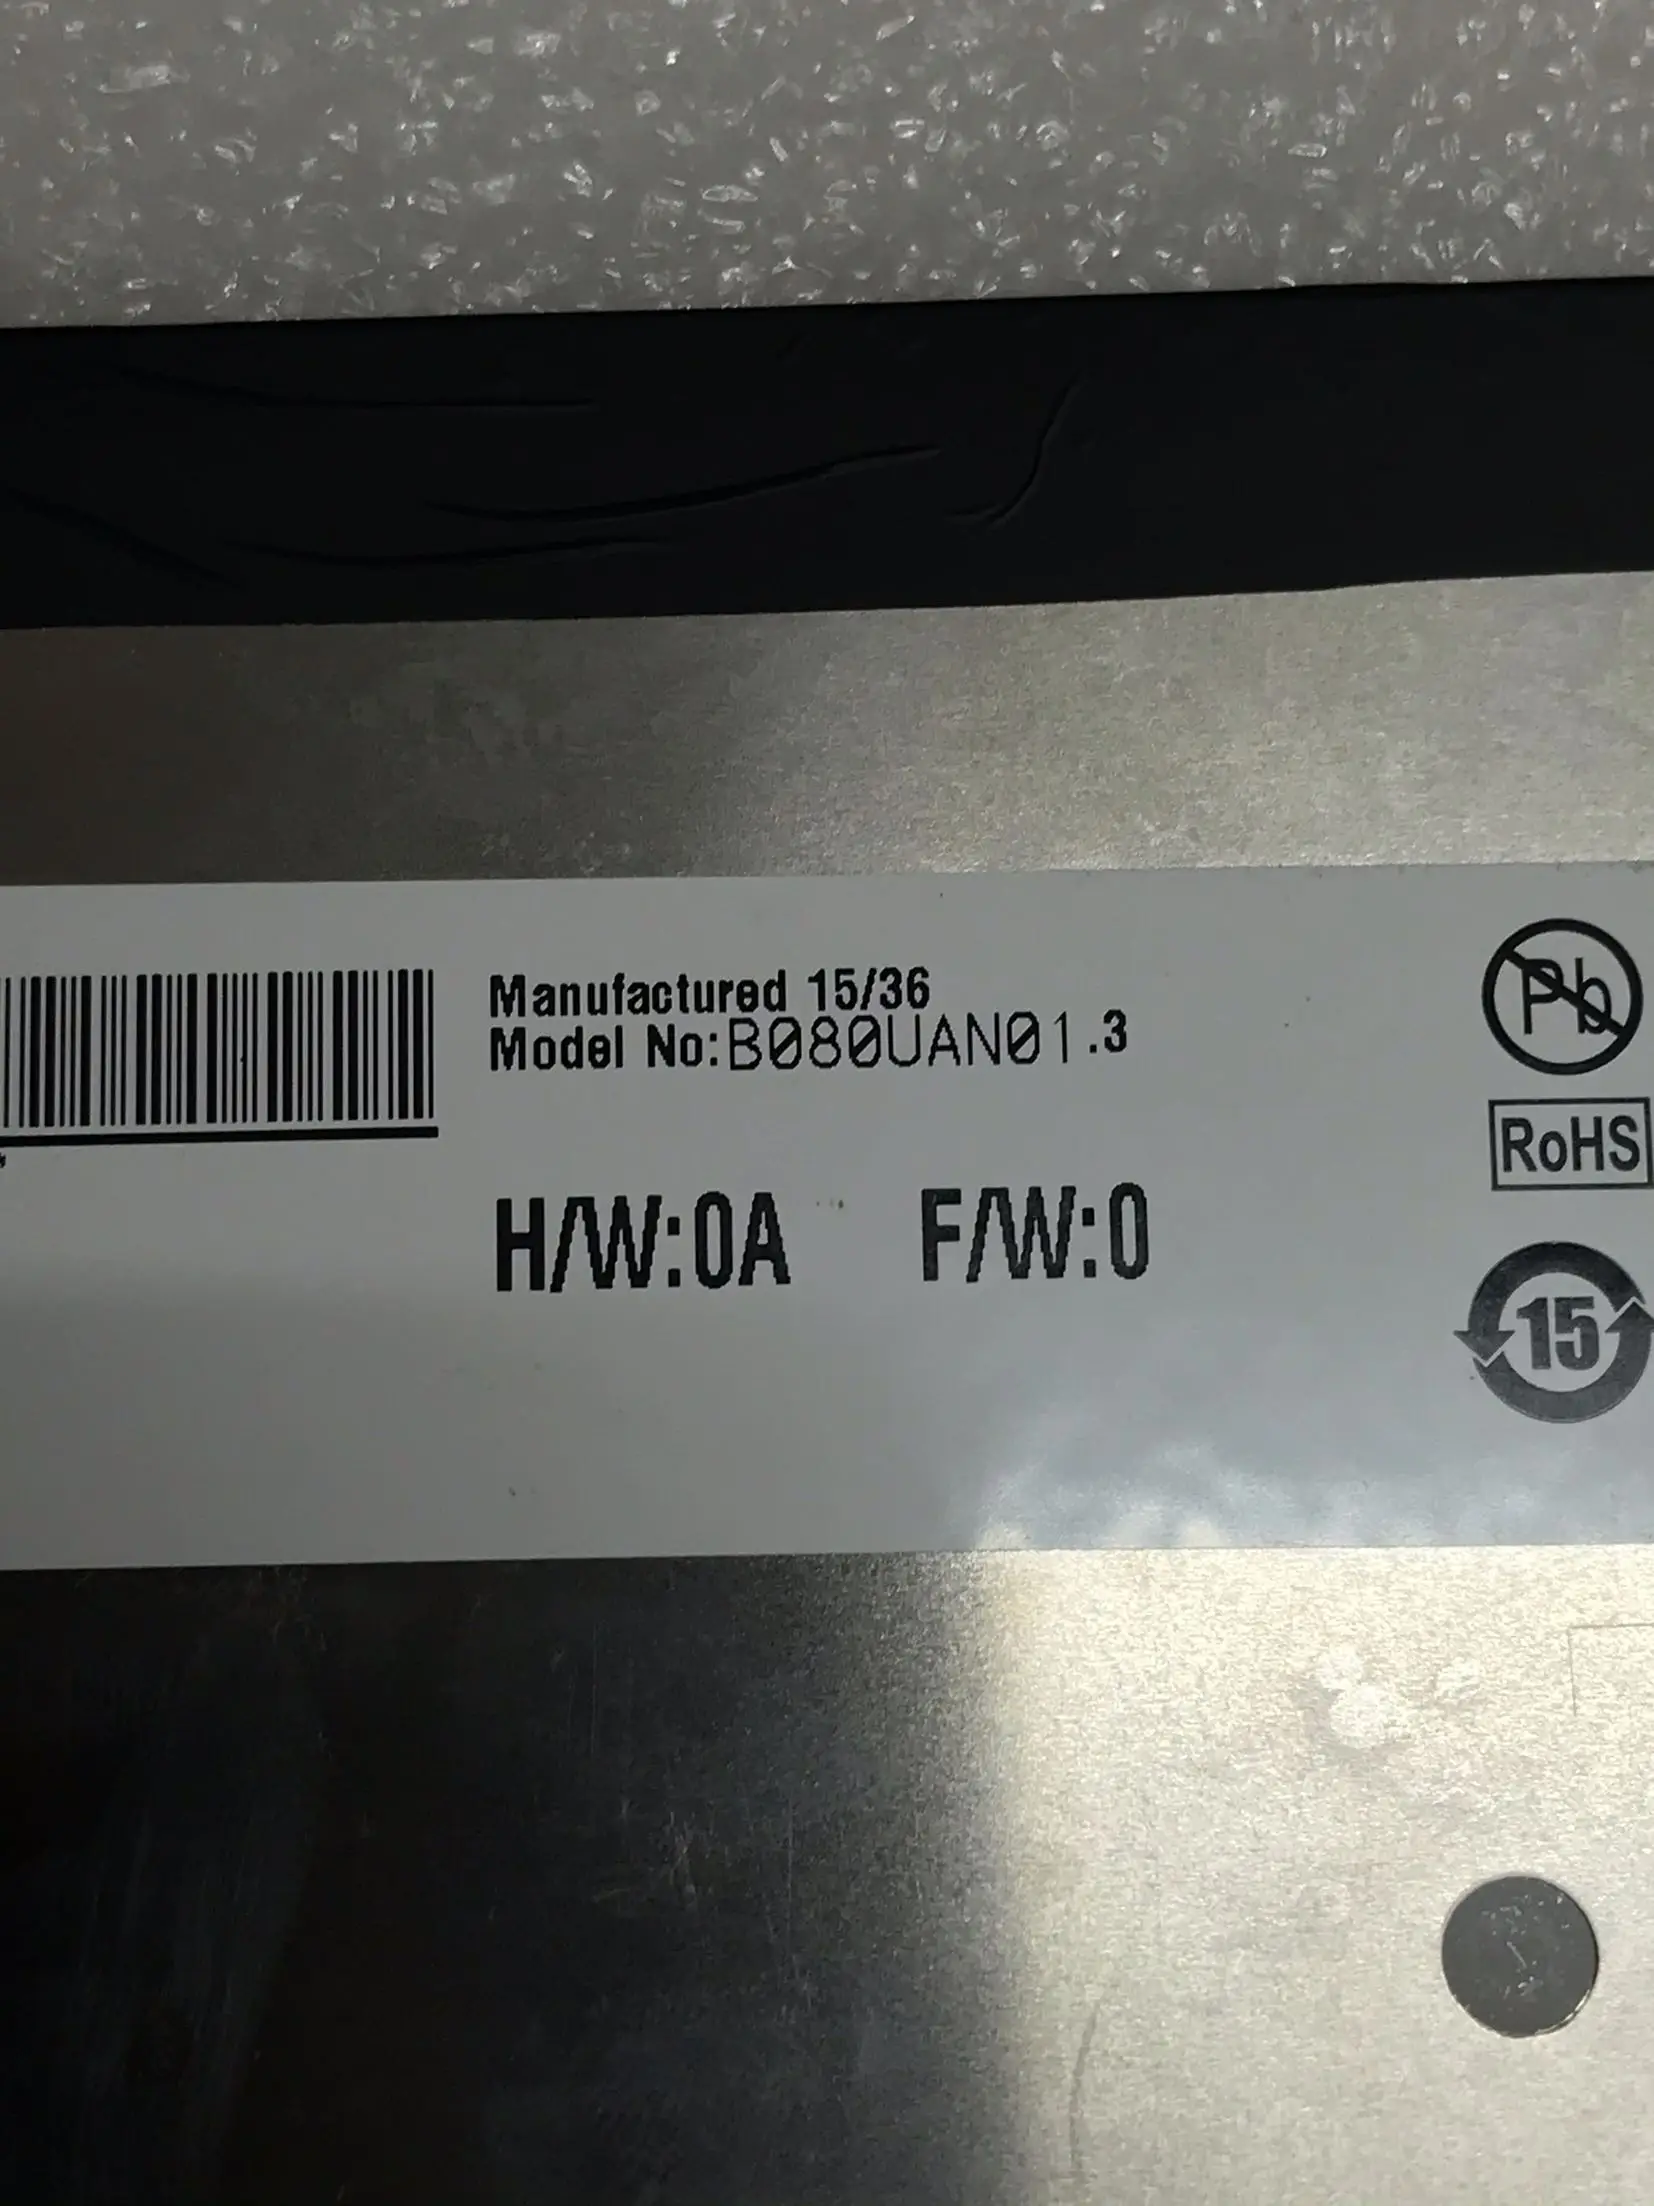 Manufactured 15/36
Model No:B080UAN01.3
H/W:0A F/W:0
Pb
RoHS
15